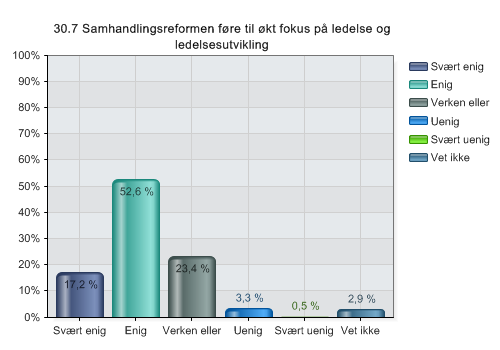 30.7 Samhandlingsreformen føre til økt fokus på ledelse og
ledelsesutvikling
100%
90%
80%
70%
60%
50%
40%
30%
20%
10%
0%
17,2 %
52,6 %
23,4 %
3,3 %
0,5 %
2,9 %
Svært enig
Enig
Verken eller
Uenig
Svært uenig
Vet ikke
Svært enig
Enig
Verken eller
Uenig
Svært uenig
Vet ikke